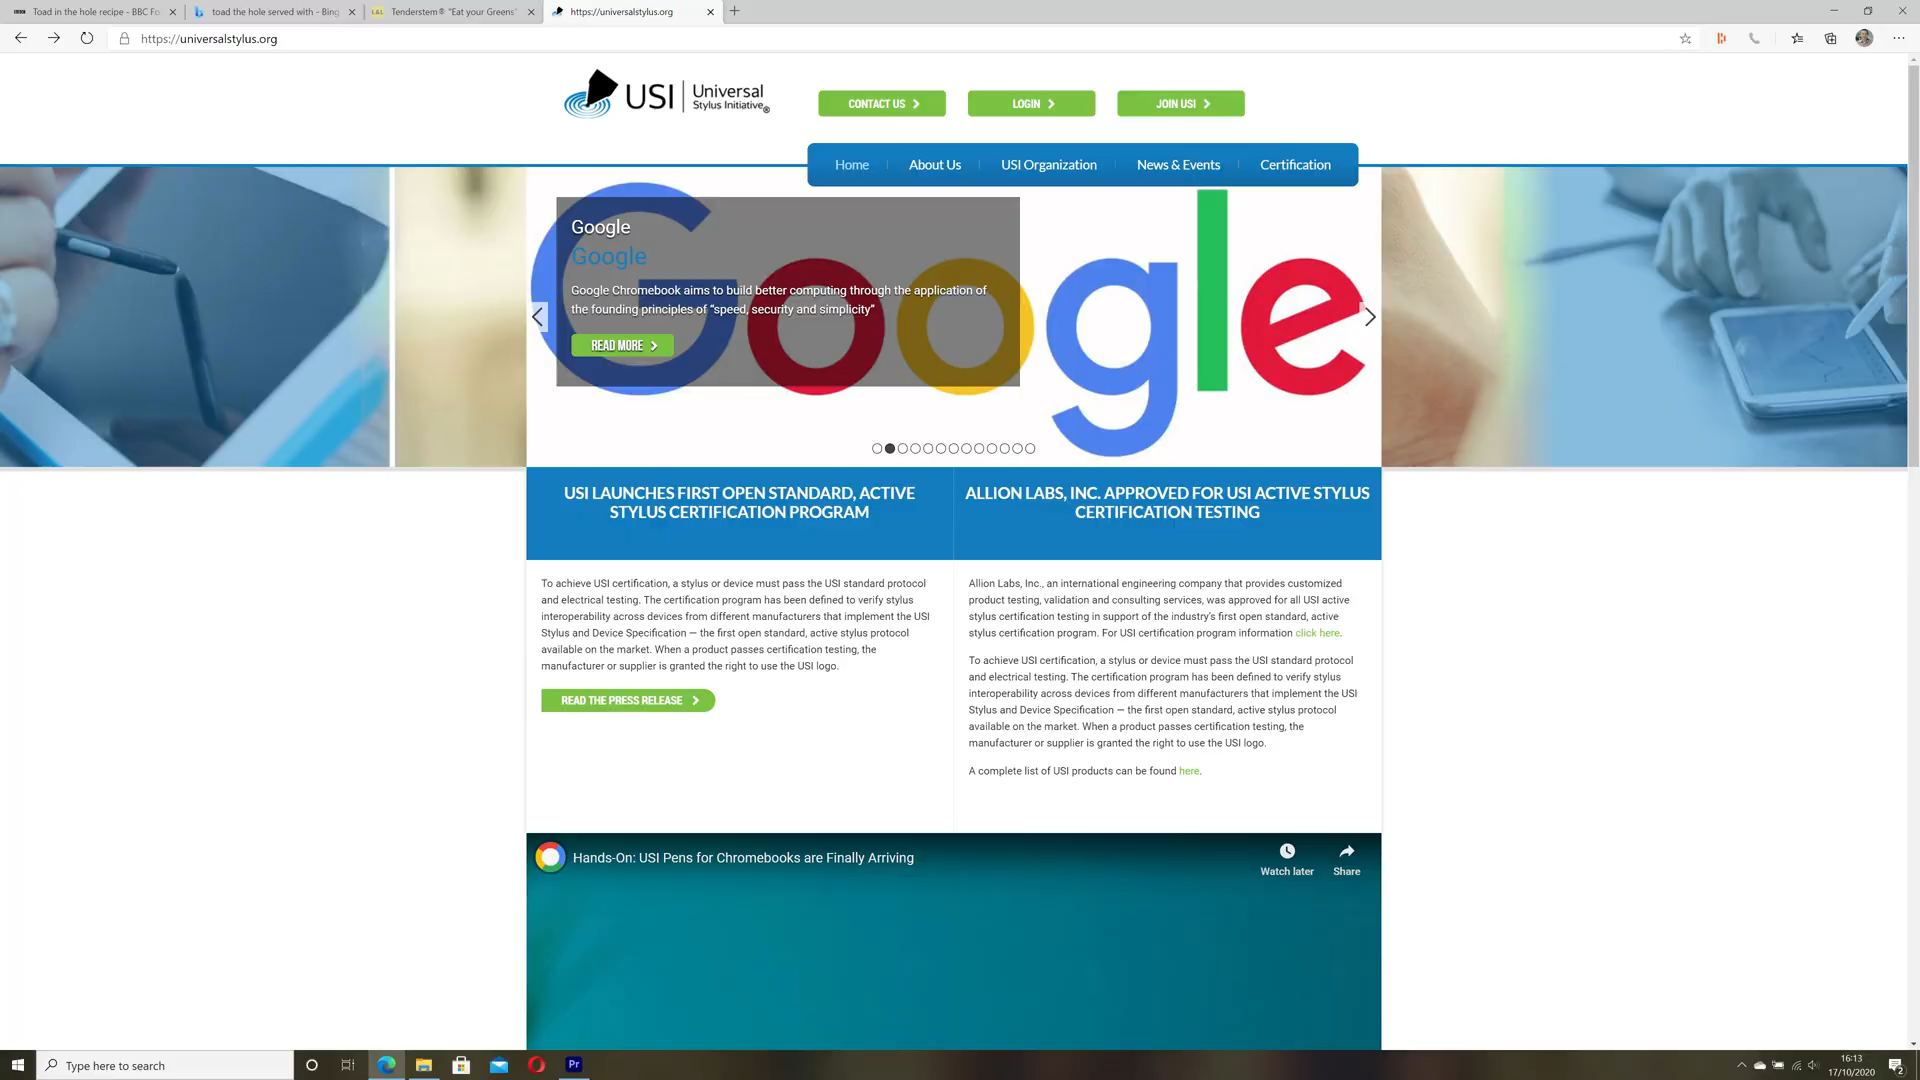 Toad in the hole recipe - BBC Fo
toad the hole served with - Bing
L&L
Tenderstem® "Eat your Greens"
https://universalstylus.org
https://universalstylus.org
USI | Universal Stylus Initiative®
CONTACT US
LOGIN
JOIN USI
Home
About Us
USI Organization
News & Events
Certification
Google
Google
Google
Google Chromebook aims to build better computing through the application of
the founding principles of “speed, security and simplicity”
READ MORE
USI LAUNCHES FIRST OPEN STANDARD, ACTIVE
STYLUS CERTIFICATION PROGRAM
ALLION LABS, INC. APPROVED FOR USI ACTIVE STYLUS
CERTIFICATION TESTING
To achieve USI certification, a stylus or device must pass the USI standard protocol
and electrical testing. The certification program has been defined to verify stylus
interoperability across devices from different manufacturers that implement the USI
Stylus and Device Specification — the first open standard, active stylus protocol
available on the market. When a product passes certification testing, the
manufacturer or supplier is granted the right to use the USI logo.
READ THE PRESS RELEASE
Allion Labs, Inc., an international engineering company that provides customized
product testing, validation and consulting services, was approved for all USI active
stylus certification testing in support of the industry's first open standard, active
stylus certification program. For USI certification program information click here.
To achieve USI certification, a stylus or device must pass the USI standard protocol
and electrical testing. The certification program has been defined to verify stylus
interoperability across devices from different manufacturers that implement the USI
Stylus and Device Specification — the first open standard, active stylus protocol
available on the market. When a product passes certification testing, the
manufacturer or supplier is granted the right to use the USI logo.
A complete list of USI products can be found here.
Hands-On: USI Pens for Chromebooks are Finally Arriving
Watch later
Share
Type here to search
Pr
16:13
17/10/2020
2